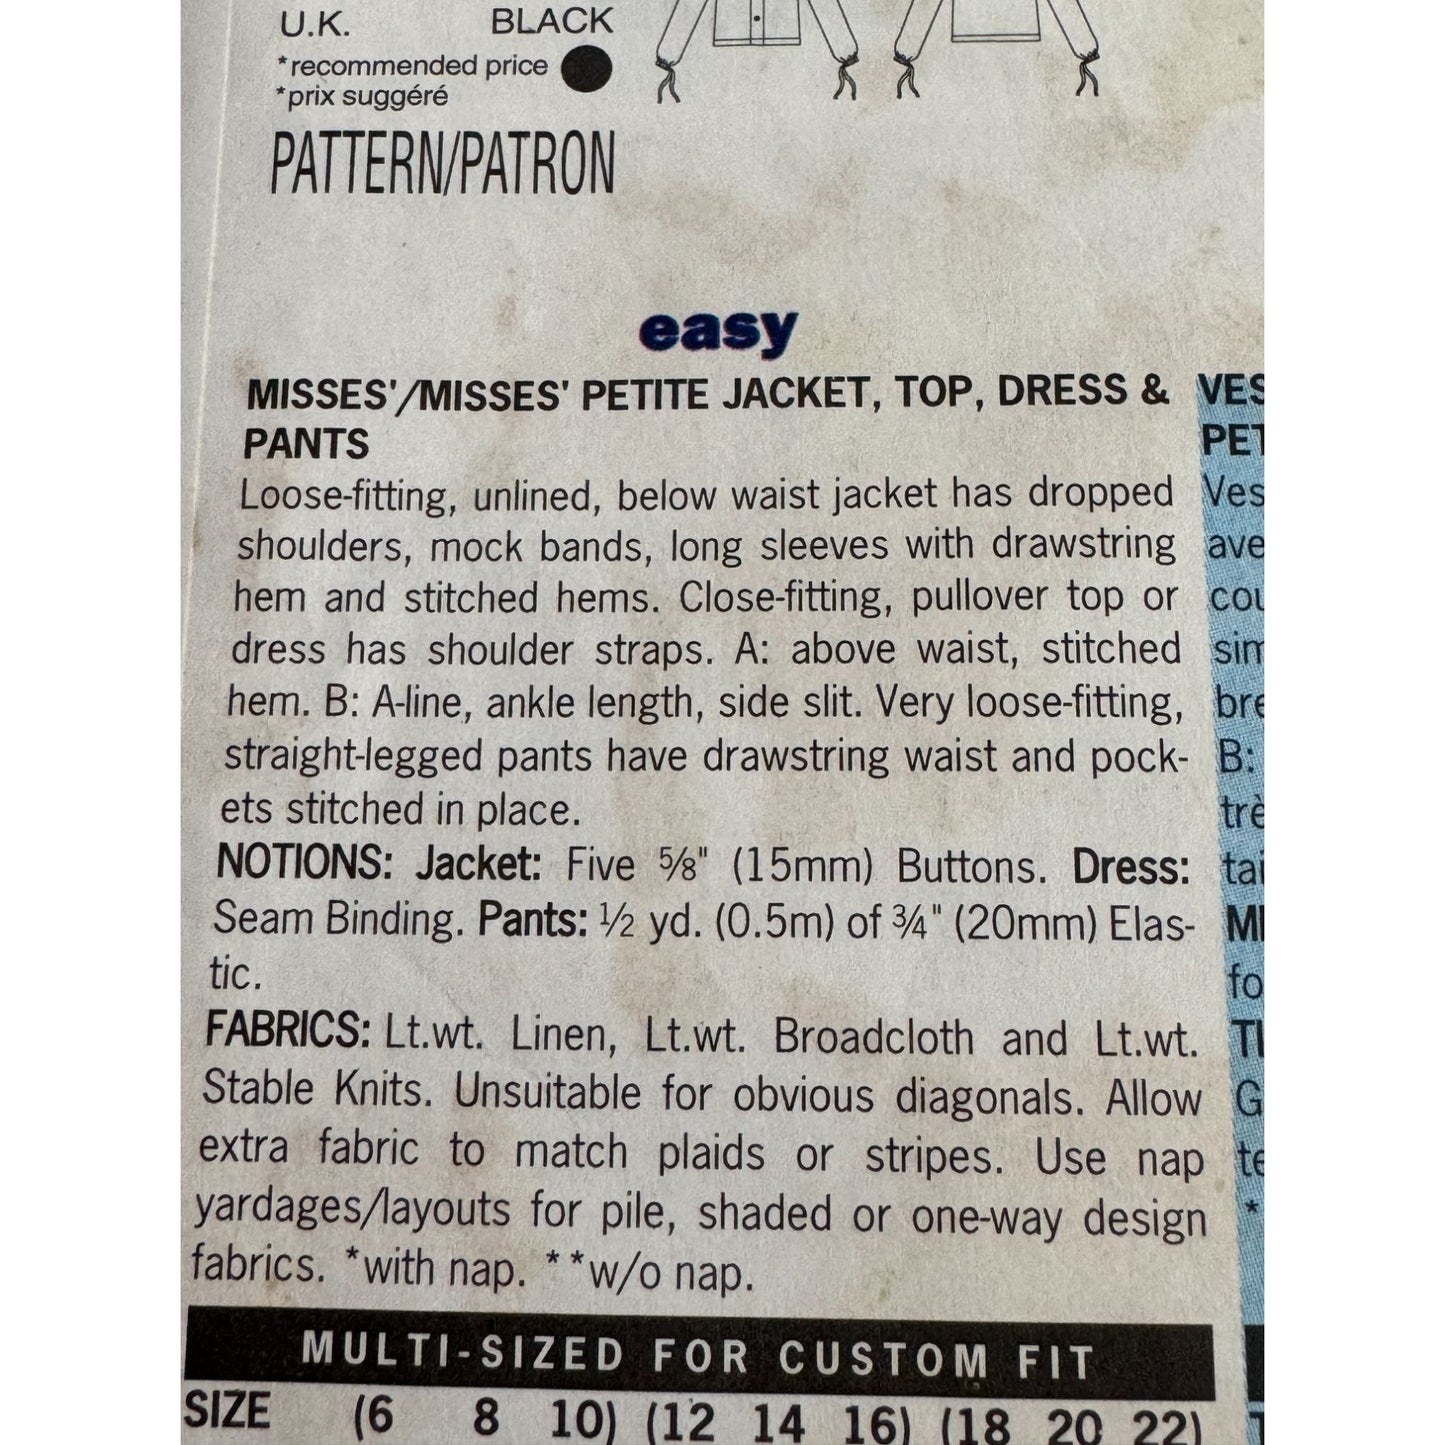 U.K. BLACK
*recommended price
*prix suggéré
PATTERN/PATRON
easy
MISSES'/MISSES' PETITE JACKET, TOP, DRESS &
PANTS
Loose-fitting, unlined, below waist jacket has dropped
shoulders, mock bands, long sleeves with drawstring
hem and stitched hems. Close-fitting, pullover top or
dress has shoulder straps. A: above waist, stitched
hem. B: A-line, ankle length, side slit. Very loose-fitting,
straight-legged pants have drawstring waist and pock-
ets stitched in place.
NOTIONS: Jacket: Five ⅝" (15mm) Buttons. Dress:
Seam Binding. Pants: ½ yd. (0.5m) of ¾" (20mm) Elas-
tic.
FABRICS: Lt.wt. Linen, Lt.wt. Broadcloth and Lt.wt.
Stable Knits. Unsuitable for obvious diagonals. Allow
extra fabric to match plaids or stripes. Use nap
yardages/layouts for pile, shaded or one-way design
fabrics. *with nap. **w/o nap.
MULTI-SIZED FOR CUSTOM FIT
SIZE (6 8 10) (12 14 16) (18 20 22)
B: